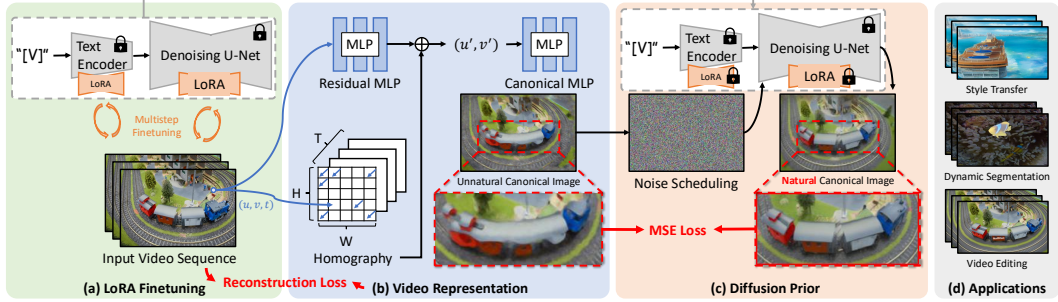 "[V]"
Text
Encoder
LoRA
Denoising U-Net
LoRA
Multistep
Finetuning
(u, v, t)
Input Video Sequence
(a) LoRA Finetuning
Reconstruction Loss
MLP
Residual MLP
(u′, v′)
MLP
Canonical MLP
T
H
W
Homography
Unnatural Canonical Image
(b) Video Representation
"[V]"
Text
Encoder
LoRA
Denoising U-Net
LoRA
Noise Scheduling
Natural Canonical Image
MSE Loss
(c) Diffusion Prior
Style Transfer
Dynamic Segmentation
Video Editing
(d) Applications